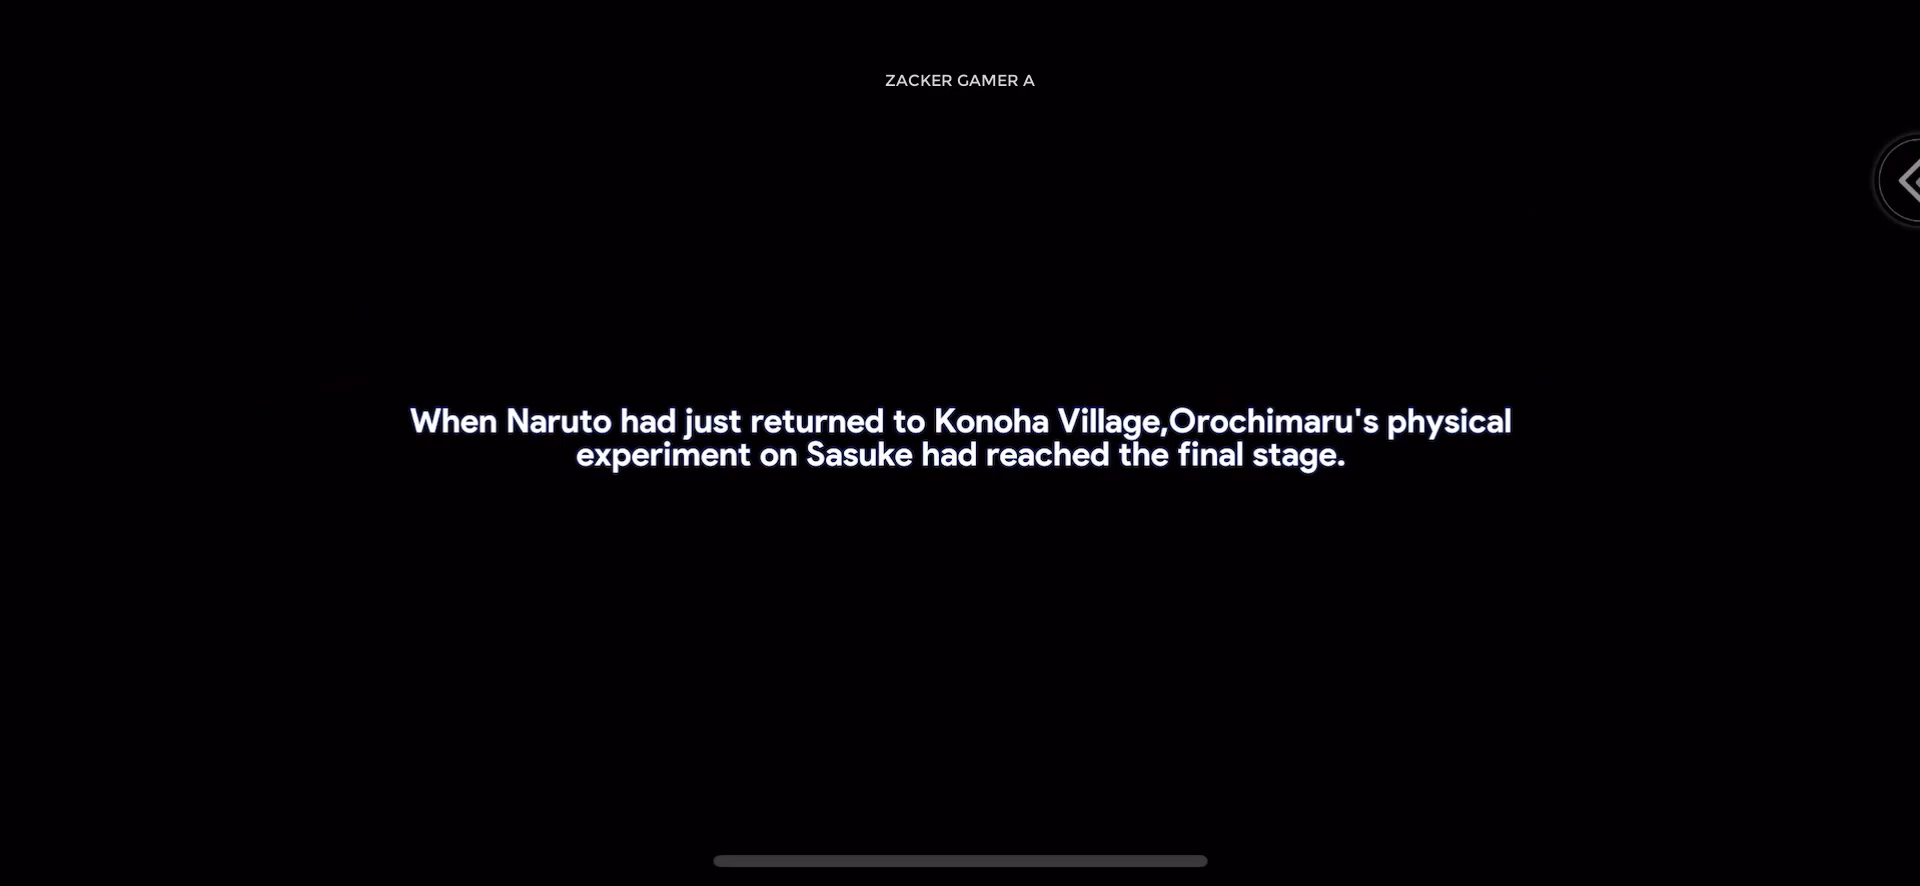 ZACKER GAMER A
When Naruto had just returned to Konoha Village,Orochimaru's physical
experiment on Sasuke had reached the final stage.